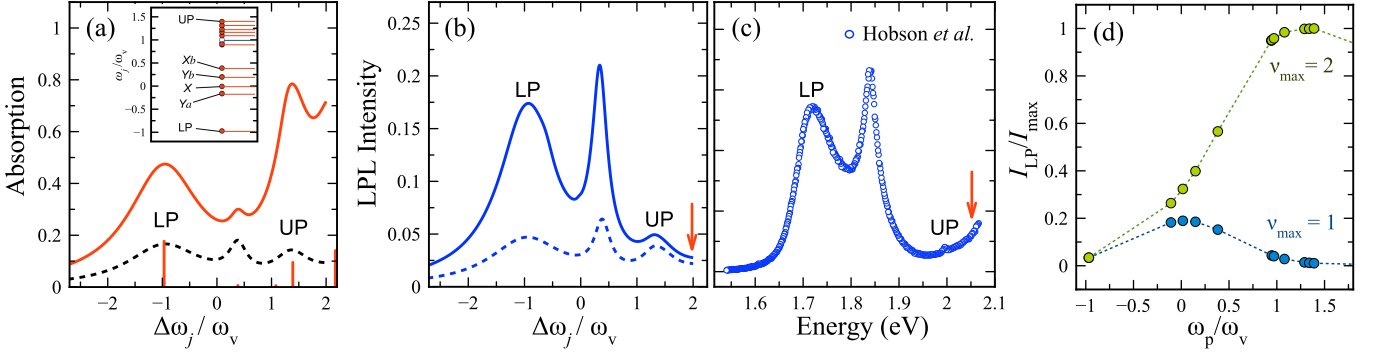 (a)
Absorption
1
0.8
0.6
0.4
0.2
0
−2
−1
0
1
2
Δω_j / ω_v
LP
UP
ω_j/ω_v
1.5
1
0.5
0
−0.5
−1
UP
Xb
Yb
X
Ya
LP
(b)
LPL Intensity
0.25
0.2
0.15
0.1
0.05
0
−2
−1
0
1
2
Δω_j / ω_v
LP
UP
(c)
Hobson et al.
LP
UP
1.6
1.7
1.8
1.9
2
2.1
Energy (eV)
(d)
I_LP/I_max
1
0.8
0.6
0.4
0.2
0
ν_max = 2
ν_max = 1
−1
−0.5
0
0.5
1
1.5
ω_p/ω_v